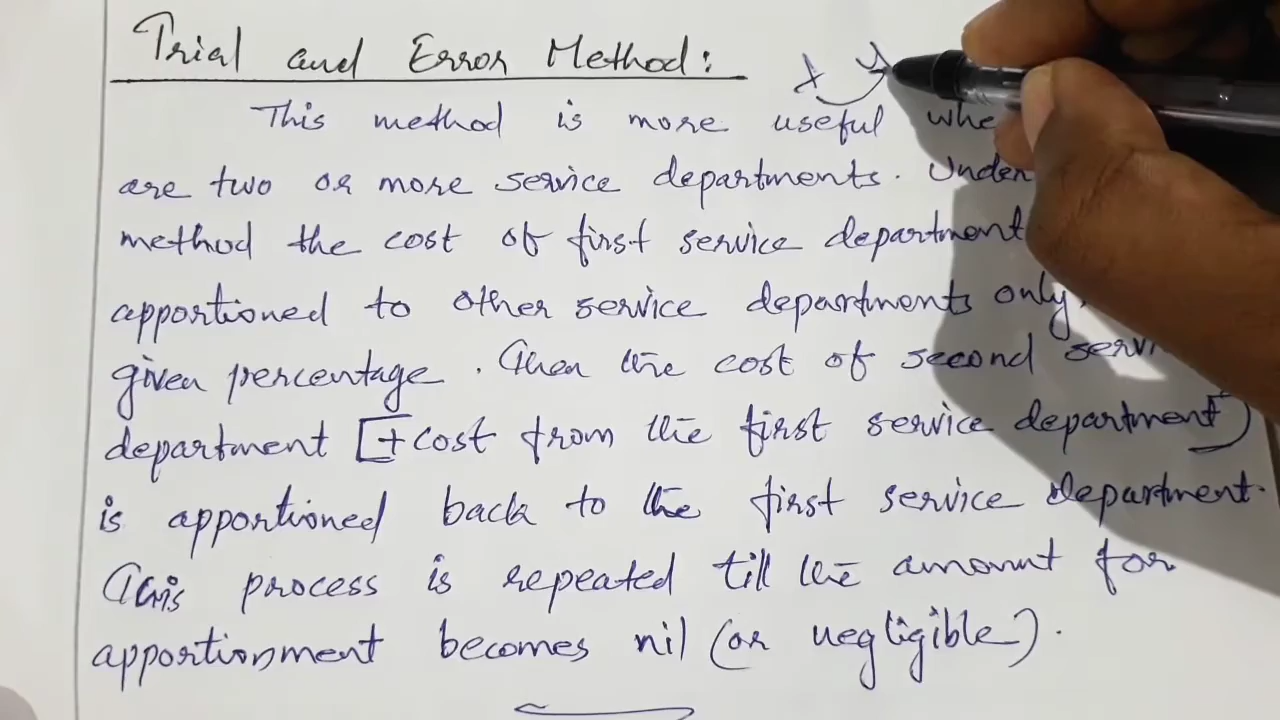 Trial and Error Method:
X Y
This method is more useful
are two or more service departments. Under
method the cost of first service department
apportioned to other service departments only,
given percentage. Then the cost of second
department [+ cost from the first service department)
is apportioned back to the first service department.
This process is repeated till the amount for
apportionment becomes nil (or negligible).